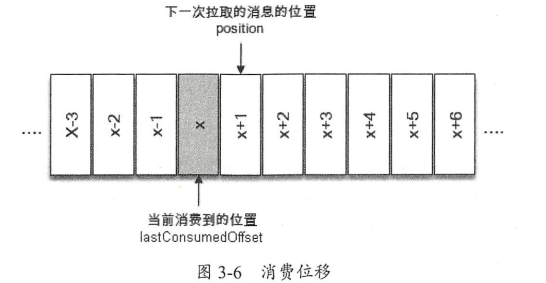 下一次拉取的消息的位置
position
.... X-3 x-2 x-1 x x+1 x+2 x+3 x+4 x+5 x+6 ....
当前消费到的位置
lastConsumedOffset
图 3-6 消费位移